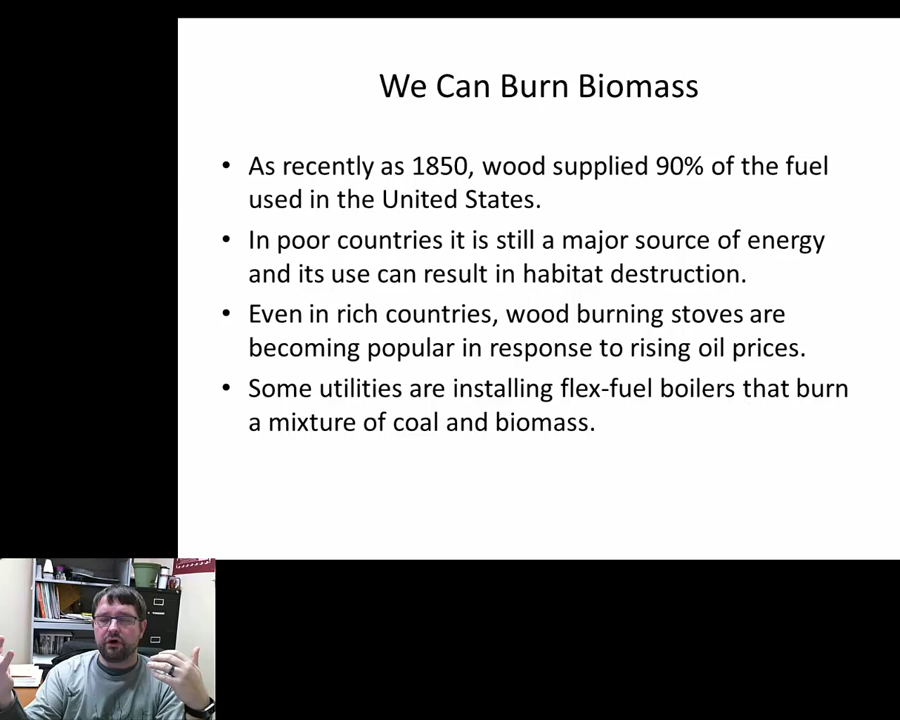 We Can Burn Biomass
• As recently as 1850, wood supplied 90% of the fuel
used in the United States.
• In poor countries it is still a major source of energy
and its use can result in habitat destruction.
• Even in rich countries, wood burning stoves are
becoming popular in response to rising oil prices.
• Some utilities are installing flex-fuel boilers that burn
a mixture of coal and biomass.